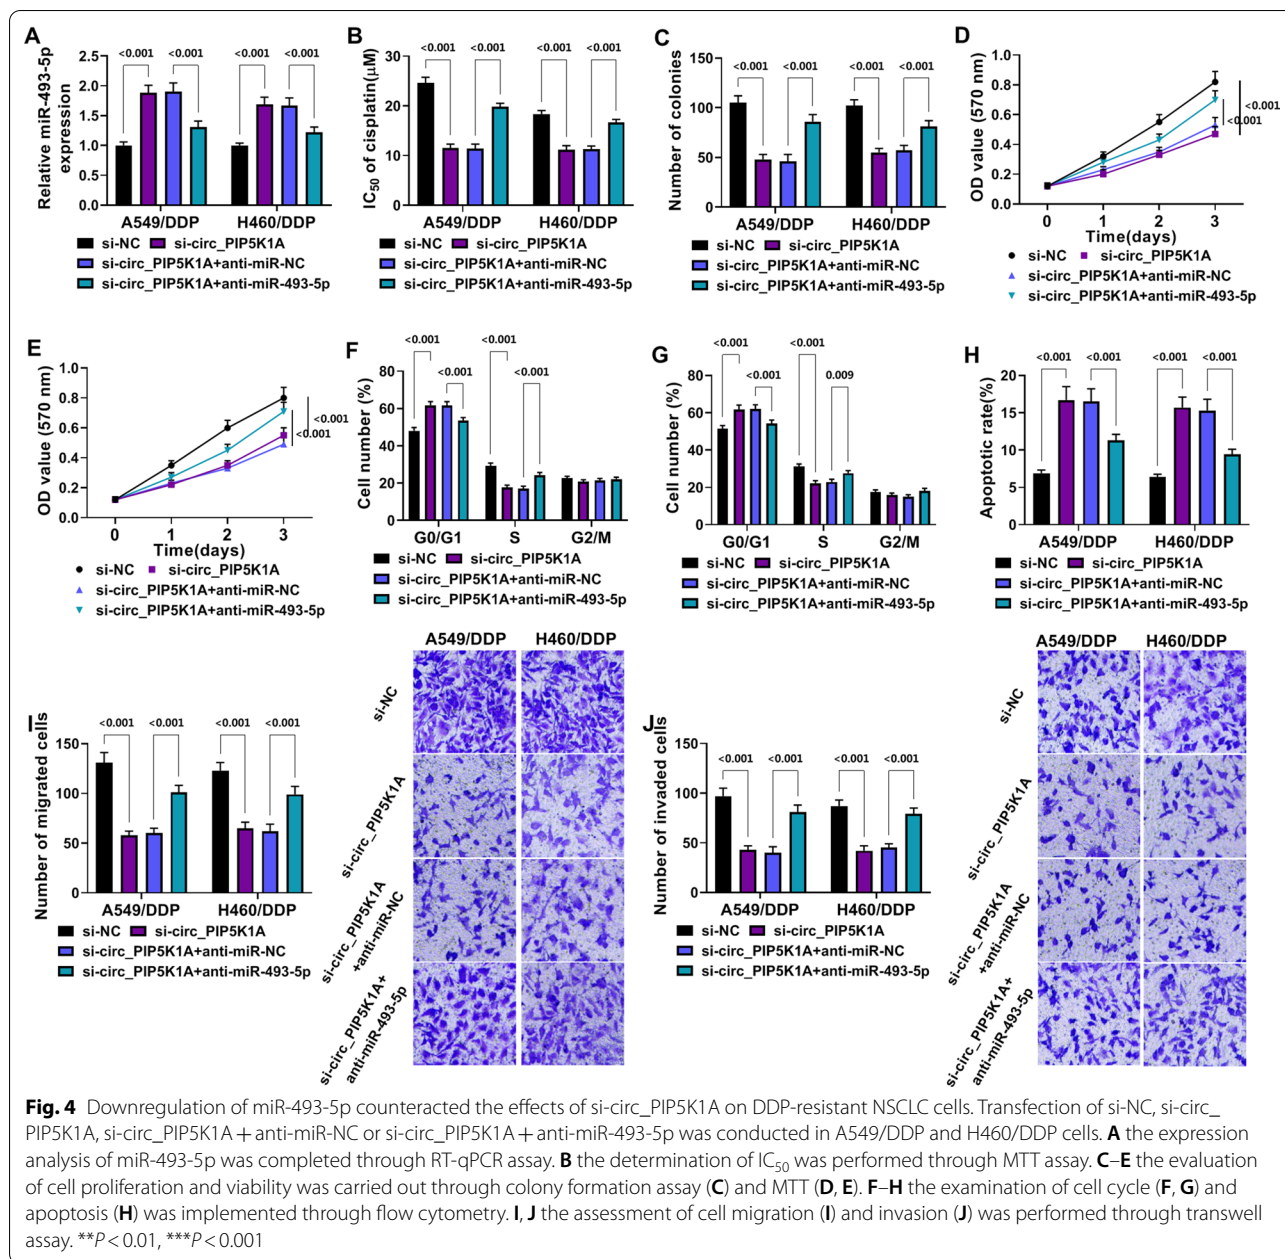 A
<0.001 <0.001 <0.001 <0.001
Relative miR-493-5p
expression
2.5
2.0
1.5
1.0
0.5
0.0
A549/DDP H460/DDP
si-NC si-circ_PIP5K1A
si-circ_PIP5K1A+anti-miR-NC
si-circ_PIP5K1A+anti-miR-493-5p
B
<0.001 <0.001 <0.001 <0.001
IC50 of cisplatin(μM)
30
20
10
0
A549/DDP H460/DDP
si-NC si-circ_PIP5K1A
si-circ_PIP5K1A+anti-miR-NC
si-circ_PIP5K1A+anti-miR-493-5p
C
<0.001 <0.001 <0.001 <0.001
Number of colonies
150
100
50
0
A549/DDP H460/DDP
si-NC si-circ_PIP5K1A
si-circ_PIP5K1A+anti-miR-NC
si-circ_PIP5K1A+anti-miR-493-5p
D
OD value (570 nm)
1.0
0.8
0.6
0.4
0.2
0.0
<0.001
<0.001
0 1 2 3
Time(days)
si-NC si-circ_PIP5K1A
si-circ_PIP5K1A+anti-miR-NC
si-circ_PIP5K1A+anti-miR-493-5p
E
OD value (570 nm)
1.0
0.8
0.6
0.4
0.2
0.0
<0.001
<0.001
0 1 2 3
Time(days)
si-NC si-circ_PIP5K1A
si-circ_PIP5K1A+anti-miR-NC
si-circ_PIP5K1A+anti-miR-493-5p
F
<0.001 <0.001
<0.001 <0.001
Cell number (%)
80
60
40
20
0
G0/G1 S G2/M
si-NC si-circ_PIP5K1A
si-circ_PIP5K1A+anti-miR-NC
si-circ_PIP5K1A+anti-miR-493-5p
G
<0.001 <0.001
<0.001 0.009
Cell number (%)
80
60
40
20
0
G0/G1 S G2/M
si-NC si-circ_PIP5K1A
si-circ_PIP5K1A+anti-miR-NC
si-circ_PIP5K1A+anti-miR-493-5p
H
<0.001 <0.001 <0.001 <0.001
Apoptotic rate(%)
20
15
10
5
0
A549/DDP H460/DDP
si-NC si-circ_PIP5K1A
si-circ_PIP5K1A+anti-miR-NC
si-circ_PIP5K1A+anti-miR-493-5p
I
<0.001 <0.001 <0.001 <0.001
Number of migrated cells
150
100
50
0
A549/DDP H460/DDP
si-NC si-circ_PIP5K1A
si-circ_PIP5K1A+anti-miR-NC
si-circ_PIP5K1A+anti-miR-493-5p
A549/DDP H460/DDP
si-NC
si-circ_PIP5K1A
si-circ_PIP5K1A
+anti-miR-NC
si-circ_PIP5K1A+
anti-miR-493-5p
J
<0.001 <0.001 <0.001 <0.001
Number of invaded cells
150
100
50
0
A549/DDP H460/DDP
si-NC si-circ_PIP5K1A
si-circ_PIP5K1A+anti-miR-NC
si-circ_PIP5K1A+anti-miR-493-5p
A549/DDP H460/DDP
si-NC
si-circ_PIP5K1A
si-circ_PIP5K1A
+anti-miR-NC
si-circ_PIP5K1A+
anti-miR-493-5p
Fig. 4 Downregulation of miR-493-5p counteracted the effects of si-circ_PIP5K1A on DDP-resistant NSCLC cells. Transfection of si-NC, si-circ_
PIP5K1A, si-circ_PIP5K1A + anti-miR-NC or si-circ_PIP5K1A + anti-miR-493-5p was conducted in A549/DDP and H460/DDP cells. A the expression
analysis of miR-493-5p was completed through RT-qPCR assay. B the determination of IC50 was performed through MTT assay. C–E the evaluation
of cell proliferation and viability was carried out through colony formation assay (C) and MTT (D, E). F–H the examination of cell cycle (F, G) and
apoptosis (H) was implemented through flow cytometry. I, J the assessment of cell migration (I) and invasion (J) was performed through transwell
assay. **P < 0.01, ***P < 0.001